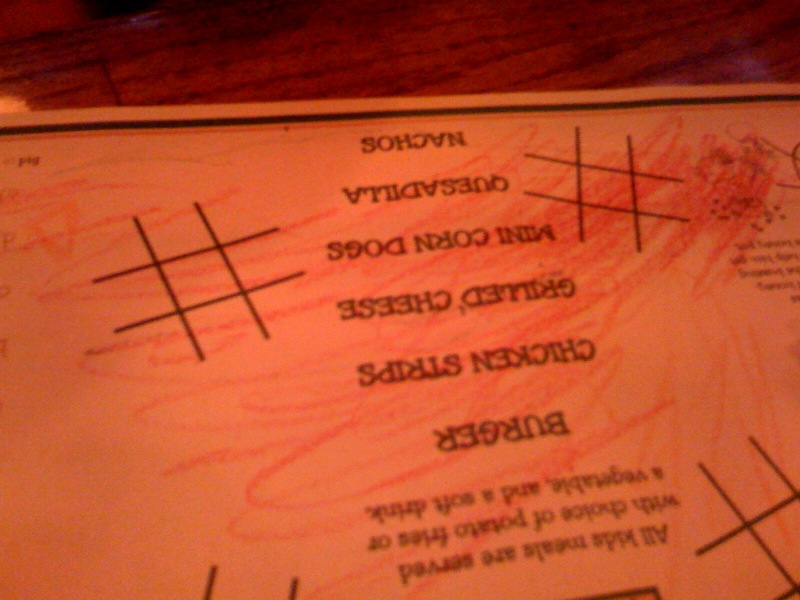 All kids meals are served
with choice of potato fries or
a vegetable, and a soft drink.
BURGER
CHICKEN STRIPS
GRILLED CHEESE
MINI CORN DOGS
QUESADILLA
NACHOS